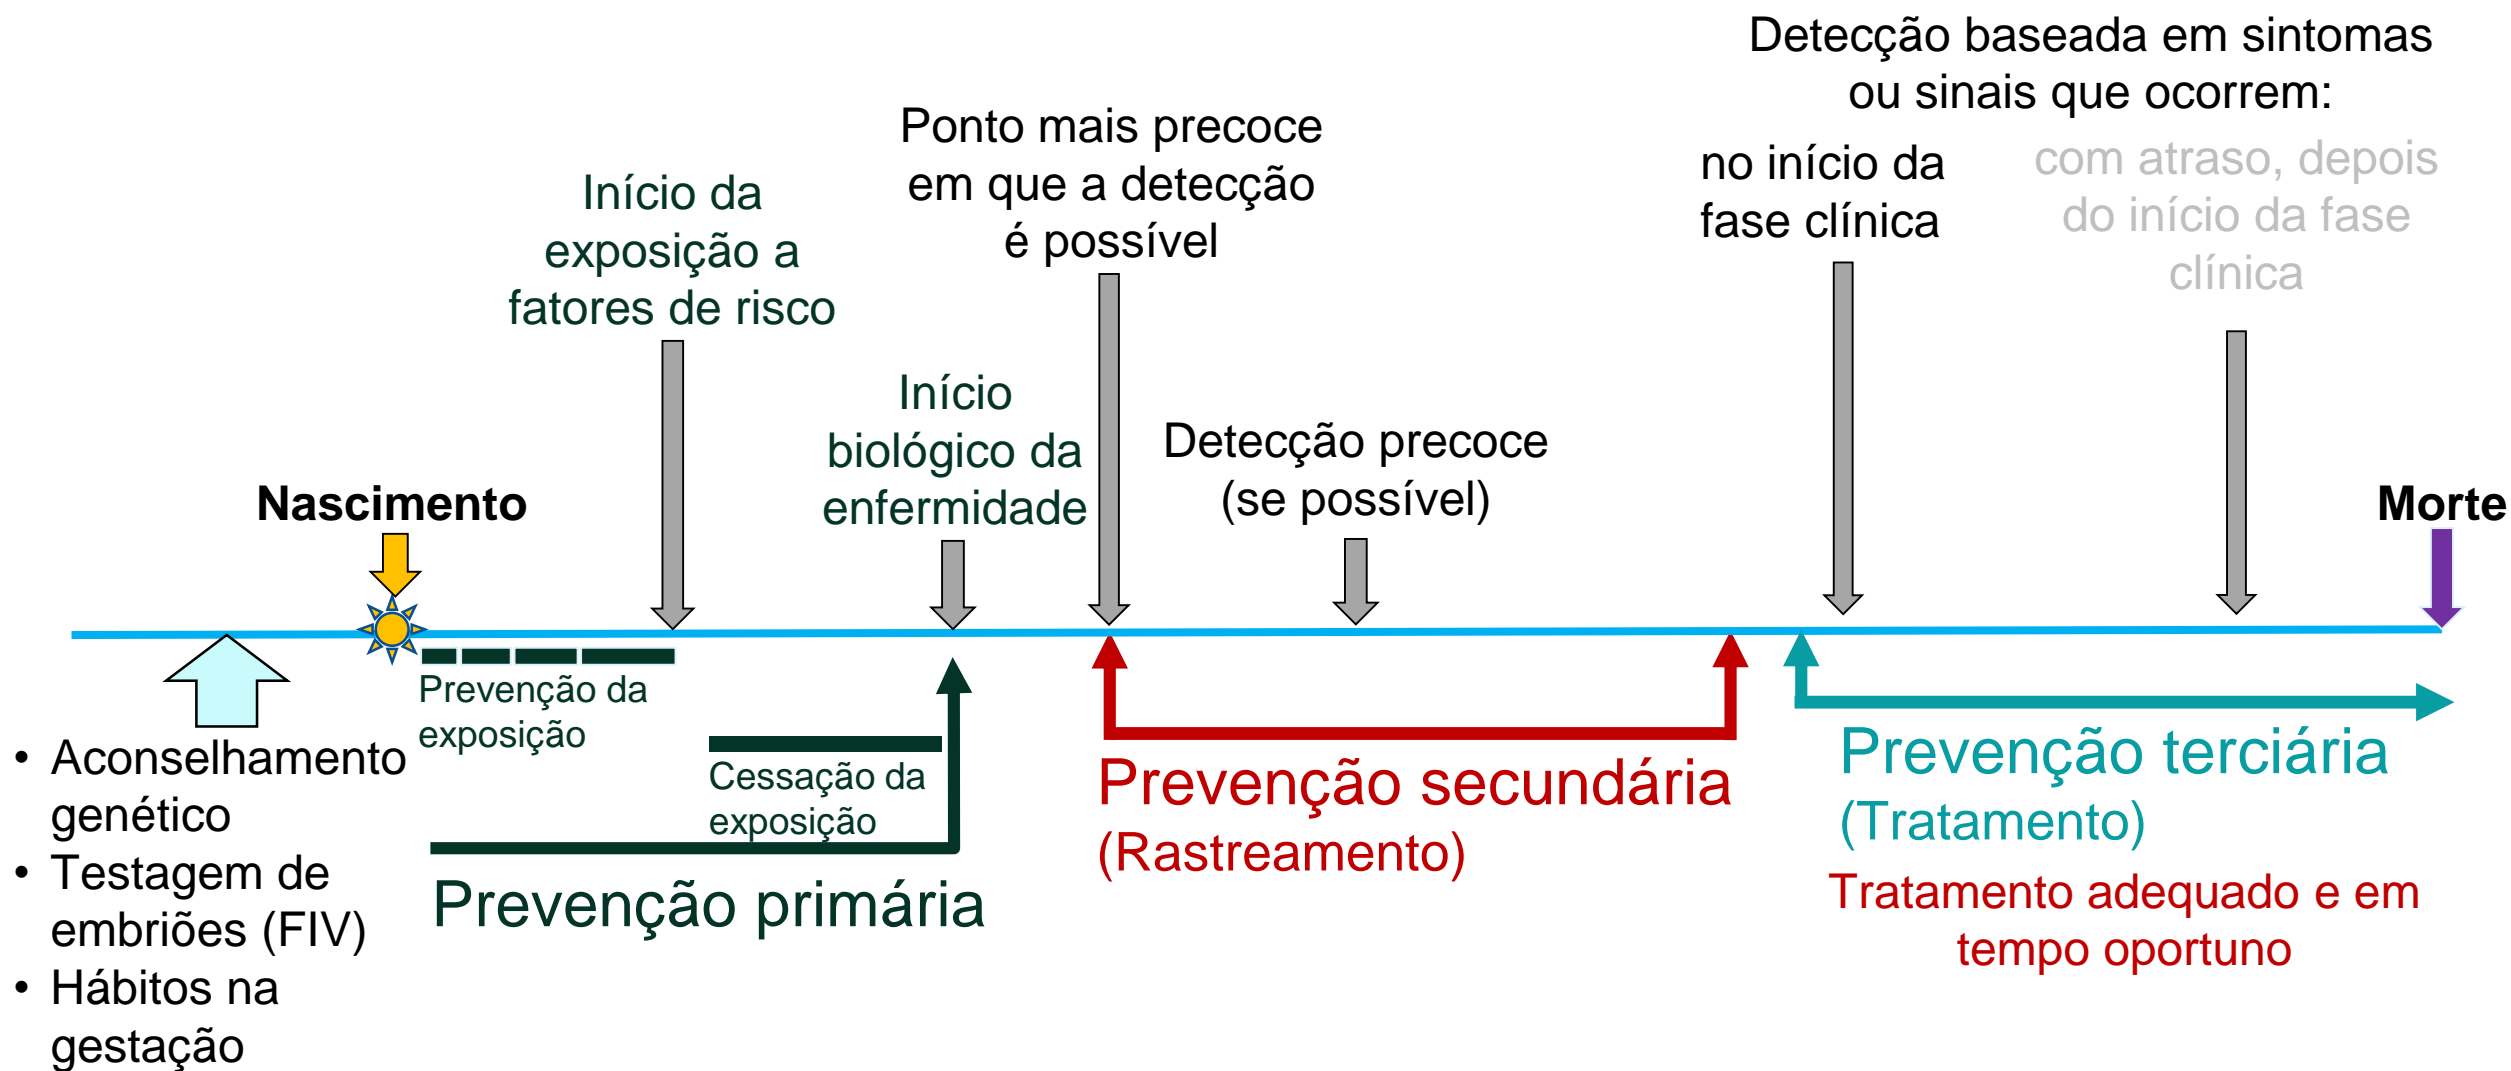 Detecção baseada em sintomas
ou sinais que ocorrem:
no início da
fase clínica
com atraso, depois
do início da fase
clínica
Ponto mais precoce
em que a detecção
é possível
Início da
exposição a
fatores de risco
Início
biológico da
enfermidade
Detecção precoce
(se possível)
Nascimento
Morte
Prevenção da
exposição
Cessação da
exposição
Prevenção primária
Prevenção secundária
(Rastreamento)
Prevenção terciária
(Tratamento)
Tratamento adequado e em
tempo oportuno
• Aconselhamento
genético
• Testagem de
embriões (FIV)
• Hábitos na
gestação